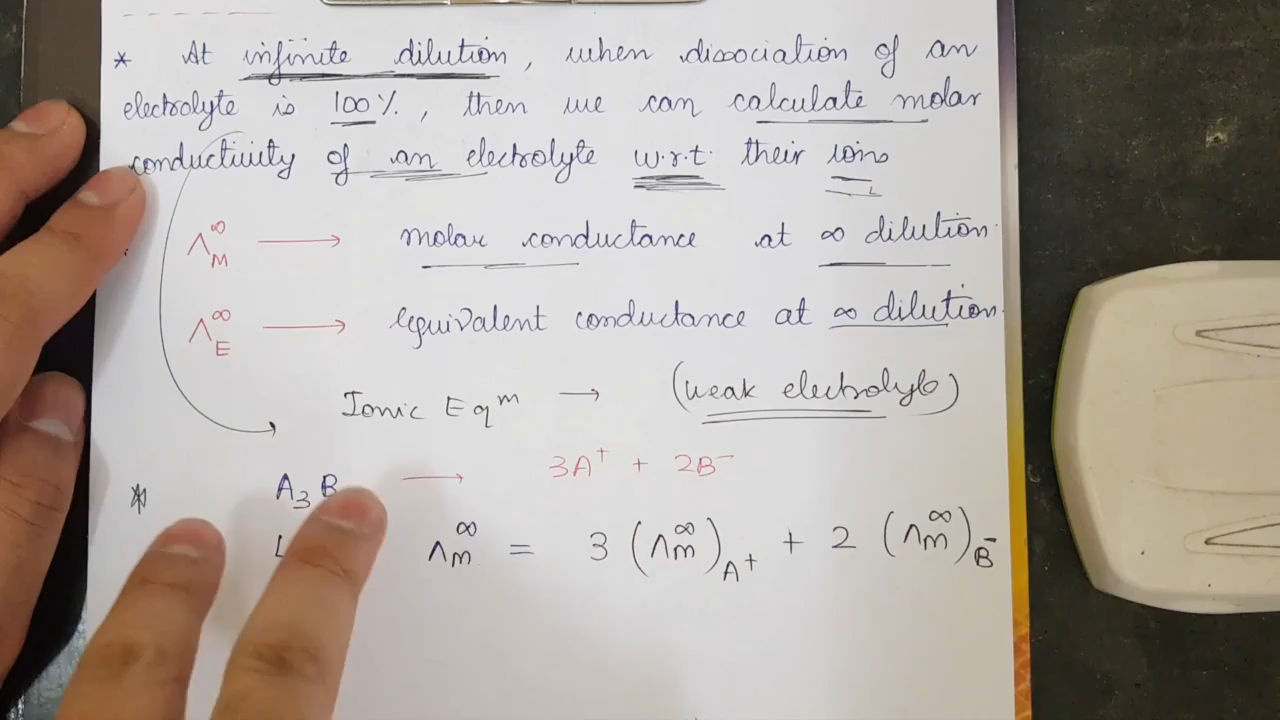 * At infinite dilution, when dissociation of an
electrolyte is 100%, then we can calculate molar
conductivity of an electrolyte w.r.t. their ions
Λ∞M → molar conductance at ∞ dilution.
Λ∞E → equivalent conductance at ∞ dilution.
Ionic Eqᵐ → (weak electrolyte)
* A₃B → 3A⁺ + 2B⁻
Λ∞m = 3 (Λ∞m)A⁺ + 2 (Λ∞m)B⁻